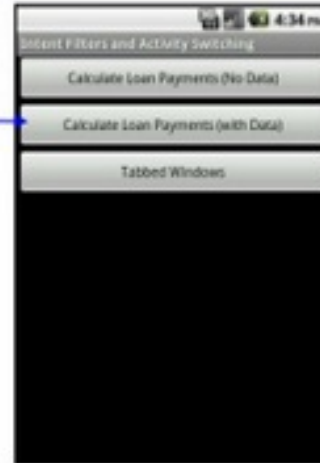 4:34 PM
Intent Filters and Activity Switching
Calculate Loan Payments (No Data)
Calculate Loan Payments (with Data)
Tabbed Windows